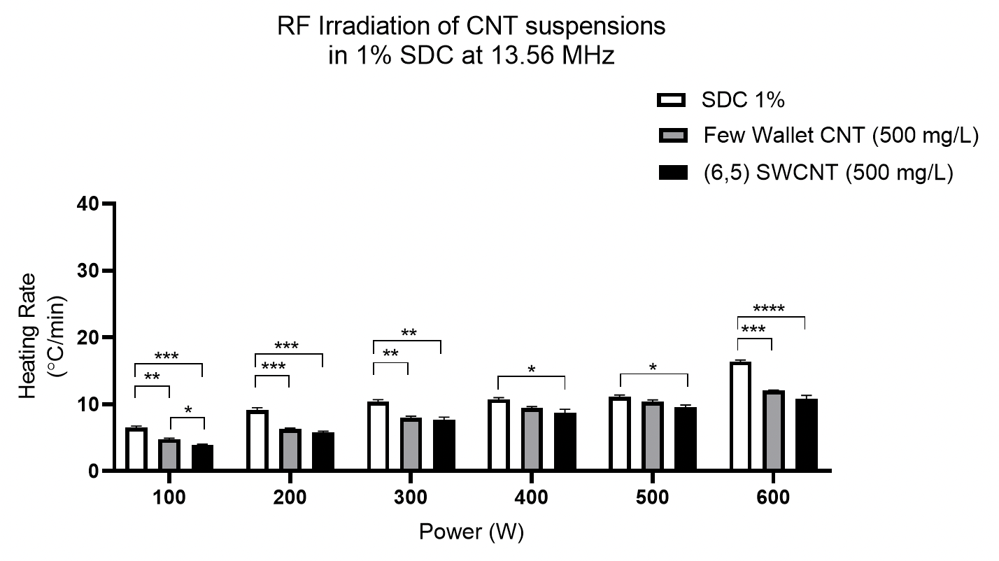 RF Irradiation of CNT suspensions
in 1% SDC at 13.56 MHz
SDC 1%
Few Wallet CNT (500 mg/L)
(6,5) SWCNT (500 mg/L)
Heating Rate
(°C/min)
40
30
20
10
0
***
**
*
***
***
**
**
*
*
****
***
100 200 300 400 500 600
Power (W)